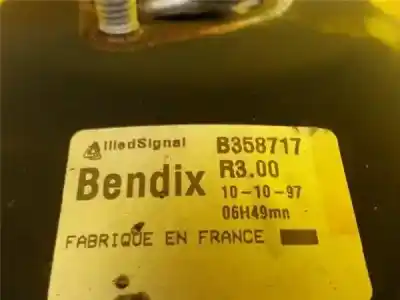 AlliedSignal B358717
Bendix R3.00
10-10-97
06H49mn
FABRIQUE EN FRANCE